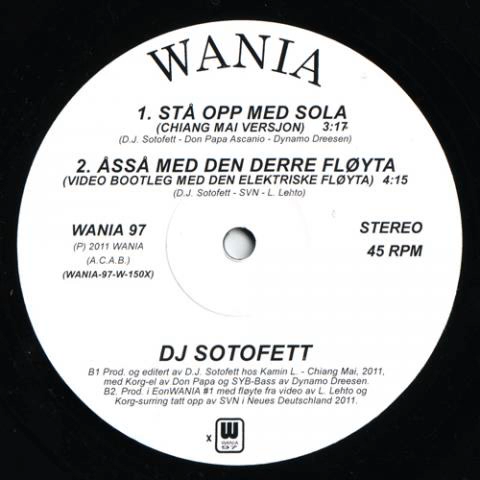 WANIA
1. STÅ OPP MED SOLA
(CHIANG MAI VERSJON) 3:17
(D.J. Sotofett - Don Papa Ascanio - Dynamo Dreesen)
2. ÅSSÅ MED DEN DERRE FLØYTA
(VIDEO BOOTLEG MED DEN ELEKTRISKE FLØYTA) 4:15
(D.J. Sotofett - SVN - L. Lehto)
WANIA 97
(P) 2011 WANIA
(A.C.A.B.)
(WANIA-97-W-150X)
STEREO
45 RPM
DJ SOTOFETT
B1 Prod. og editert av D.J. Sotofett hos Kamin L. - Chiang Mai, 2011,
med Korg-el av Don Papa og SYB-Bass av Dynamo Dreesen.
B2. Prod. i EonWANIA #1 med fløyte fra video av L. Lehto og
Korg-surring tatt opp av SVN i Neues Deutschland 2011.
x W
WANIA
97